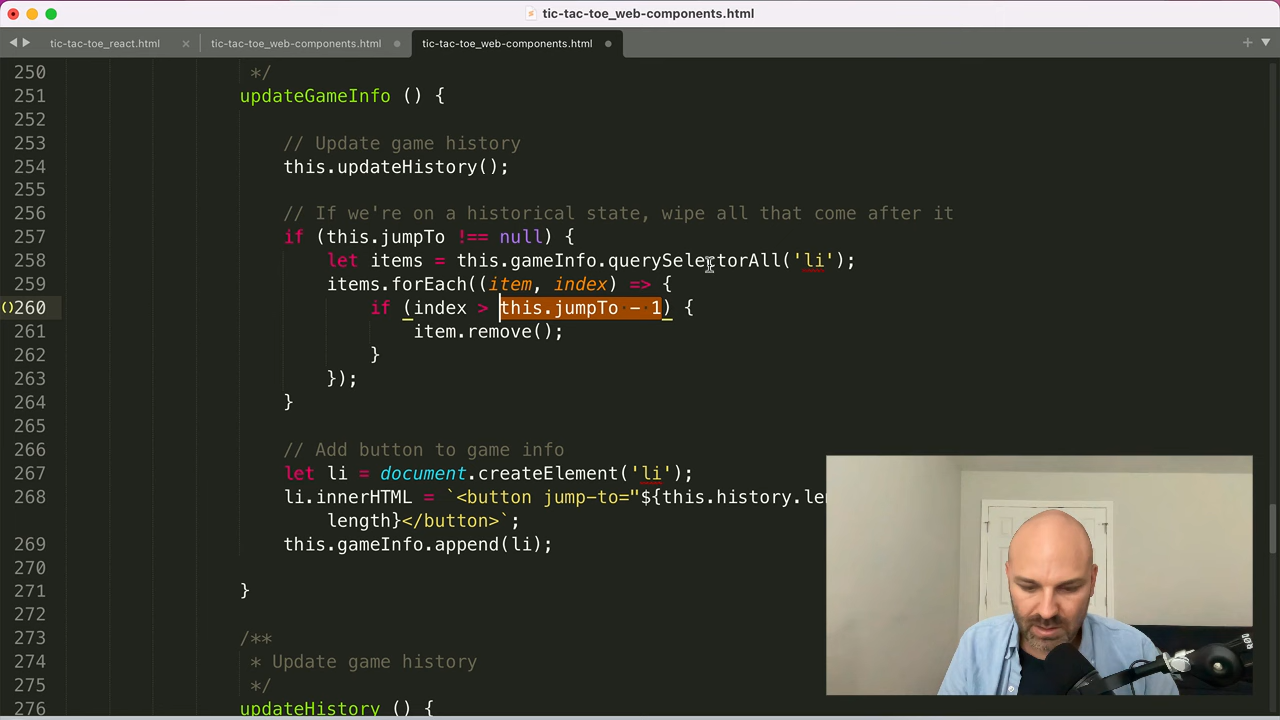 tic-tac-toe_web-components.html
tic-tac-toe_react.html × tic-tac-toe_web-components.html tic-tac-toe_web-components.html
250 */
251 updateGameInfo () {
252
253 // Update game history
254 this.updateHistory();
255
256 // If we're on a historical state, wipe all that come after it
257 if (this.jumpTo !== null) {
258 let items = this.gameInfo.querySelectorAll('li');
259 items.forEach((item, index) => {
260 if (index > this.jumpTo - 1) {
261 item.remove();
262 }
263 });
264 }
265
266 // Add button to game info
267 let li = document.createElement('li');
268 li.innerHTML = `<button jump-to="${this.history.len
length}</button>`;
269 this.gameInfo.append(li);
270
271 }
272
273 /**
274 * Update game history
275 */
276 updateHistory () {